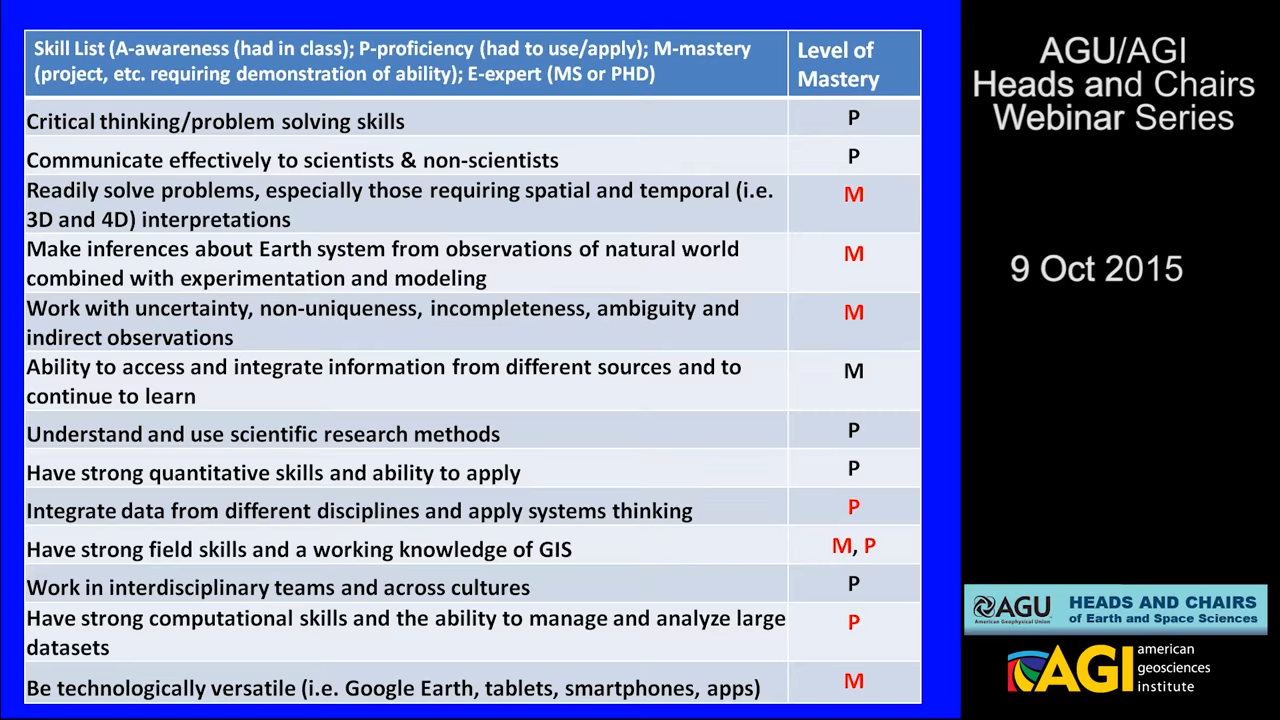 Skill List (A-awareness (had in class); P-proficiency (had to use/apply); M-mastery
(project, etc. requiring demonstration of ability); E-expert (MS or PHD)
Level of
Mastery
Critical thinking/problem solving skills
P
Communicate effectively to scientists & non-scientists
P
Readily solve problems, especially those requiring spatial and temporal (i.e.
3D and 4D) interpretations
M
Make inferences about Earth system from observations of natural world
combined with experimentation and modeling
M
Work with uncertainty, non-uniqueness, incompleteness, ambiguity and
indirect observations
M
Ability to access and integrate information from different sources and to
continue to learn
M
Understand and use scientific research methods
P
Have strong quantitative skills and ability to apply
P
Integrate data from different disciplines and apply systems thinking
P
Have strong field skills and a working knowledge of GIS
M, P
Work in interdisciplinary teams and across cultures
P
Have strong computational skills and the ability to manage and analyze large
datasets
P
Be technologically versatile (i.e. Google Earth, tablets, smartphones, apps)
M
AGU/AGI
Heads and Chairs
Webinar Series
9 Oct 2015
AGU
American Geophysical Union
HEADS AND CHAIRS
of Earth and Space Sciences
AGI
american
geosciences
institute